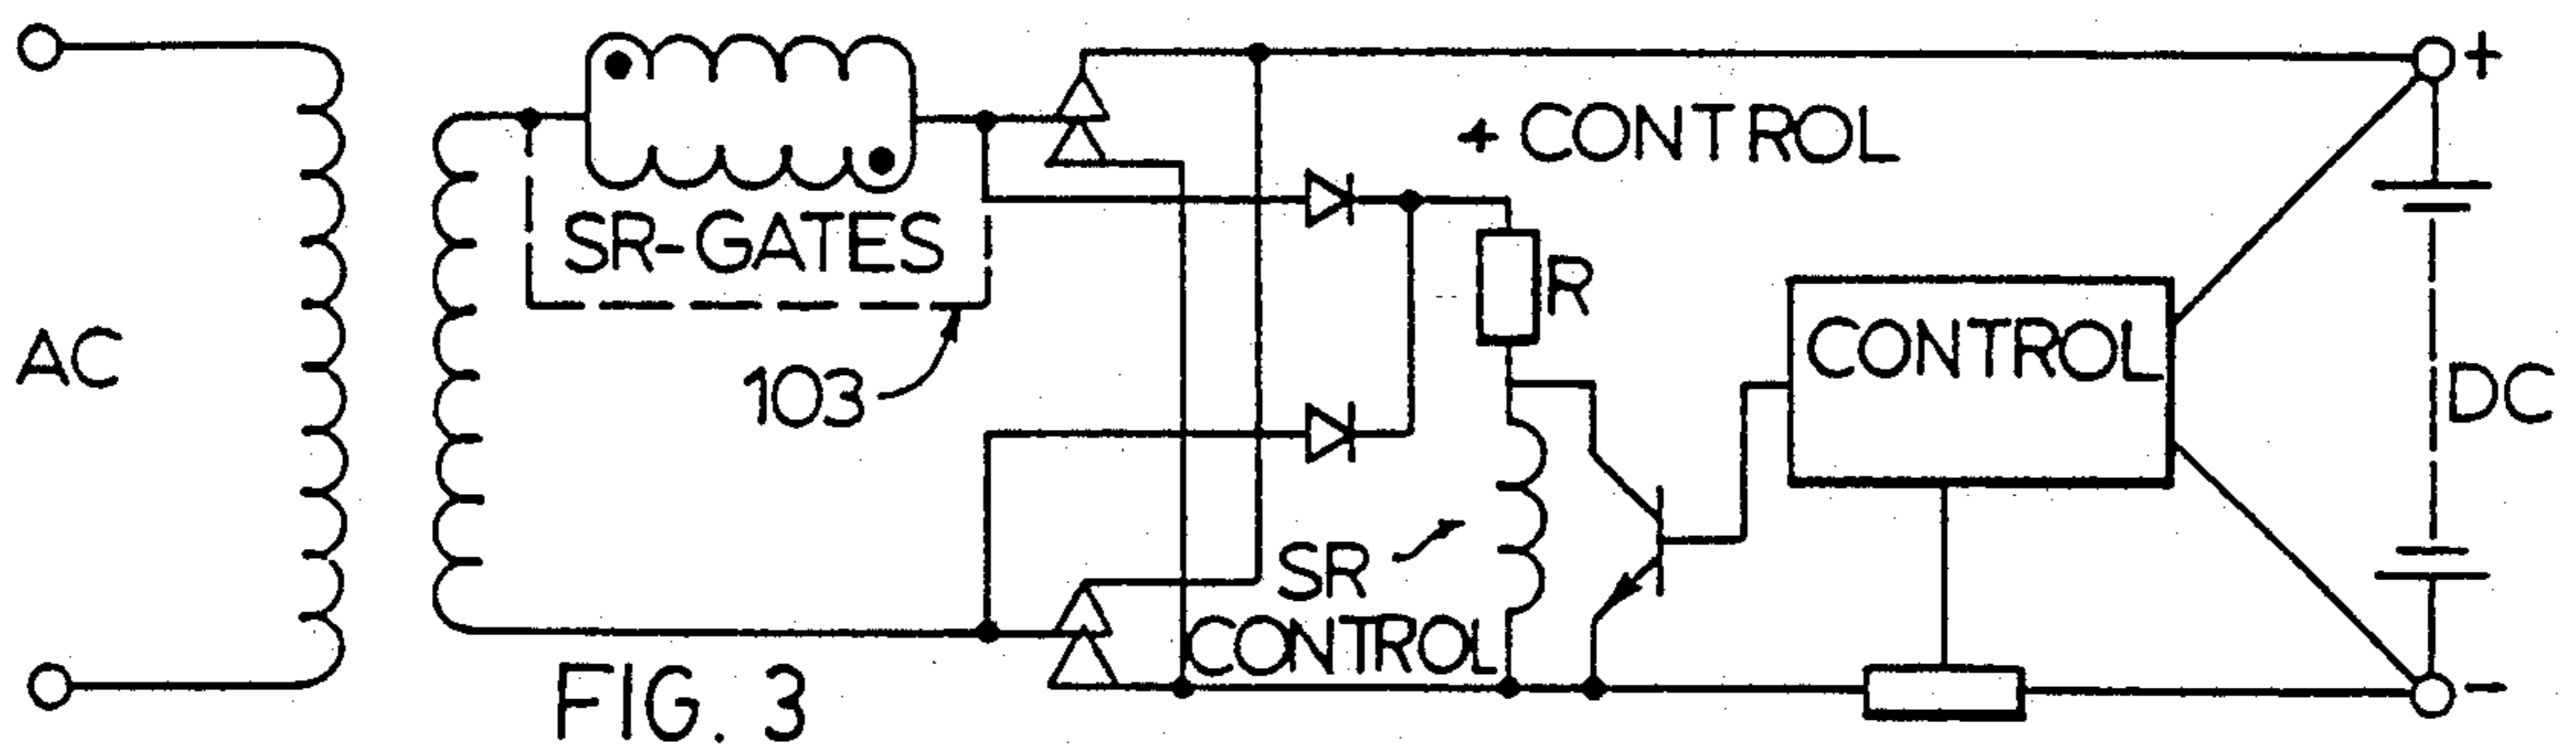 +
+ CONTROL
SR-GATES
R
AC
103
CONTROL
DC
SR
CONTROL
-
FIG. 3